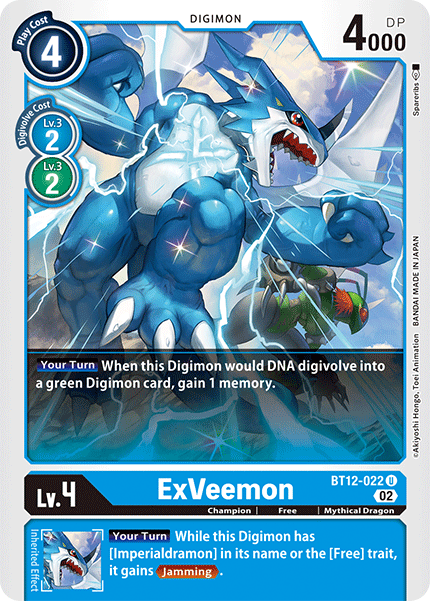 DIGIMON
Play Cost
4
DP
4000
Digivolve Cost
Lv.3
2
Lv.3
2
Spareribs
©Akiyoshi Hongo, Toei Animation BANDAI MADE IN JAPAN
Your Turn When this Digimon would DNA digivolve into
a green Digimon card, gain 1 memory.
Lv.4
ExVeemon
BT12-022 U
02
Champion Free Mythical Dragon
Inherited Effect
Your Turn While this Digimon has
[Imperialdramon] in its name or the [Free] trait,
it gains Jamming.